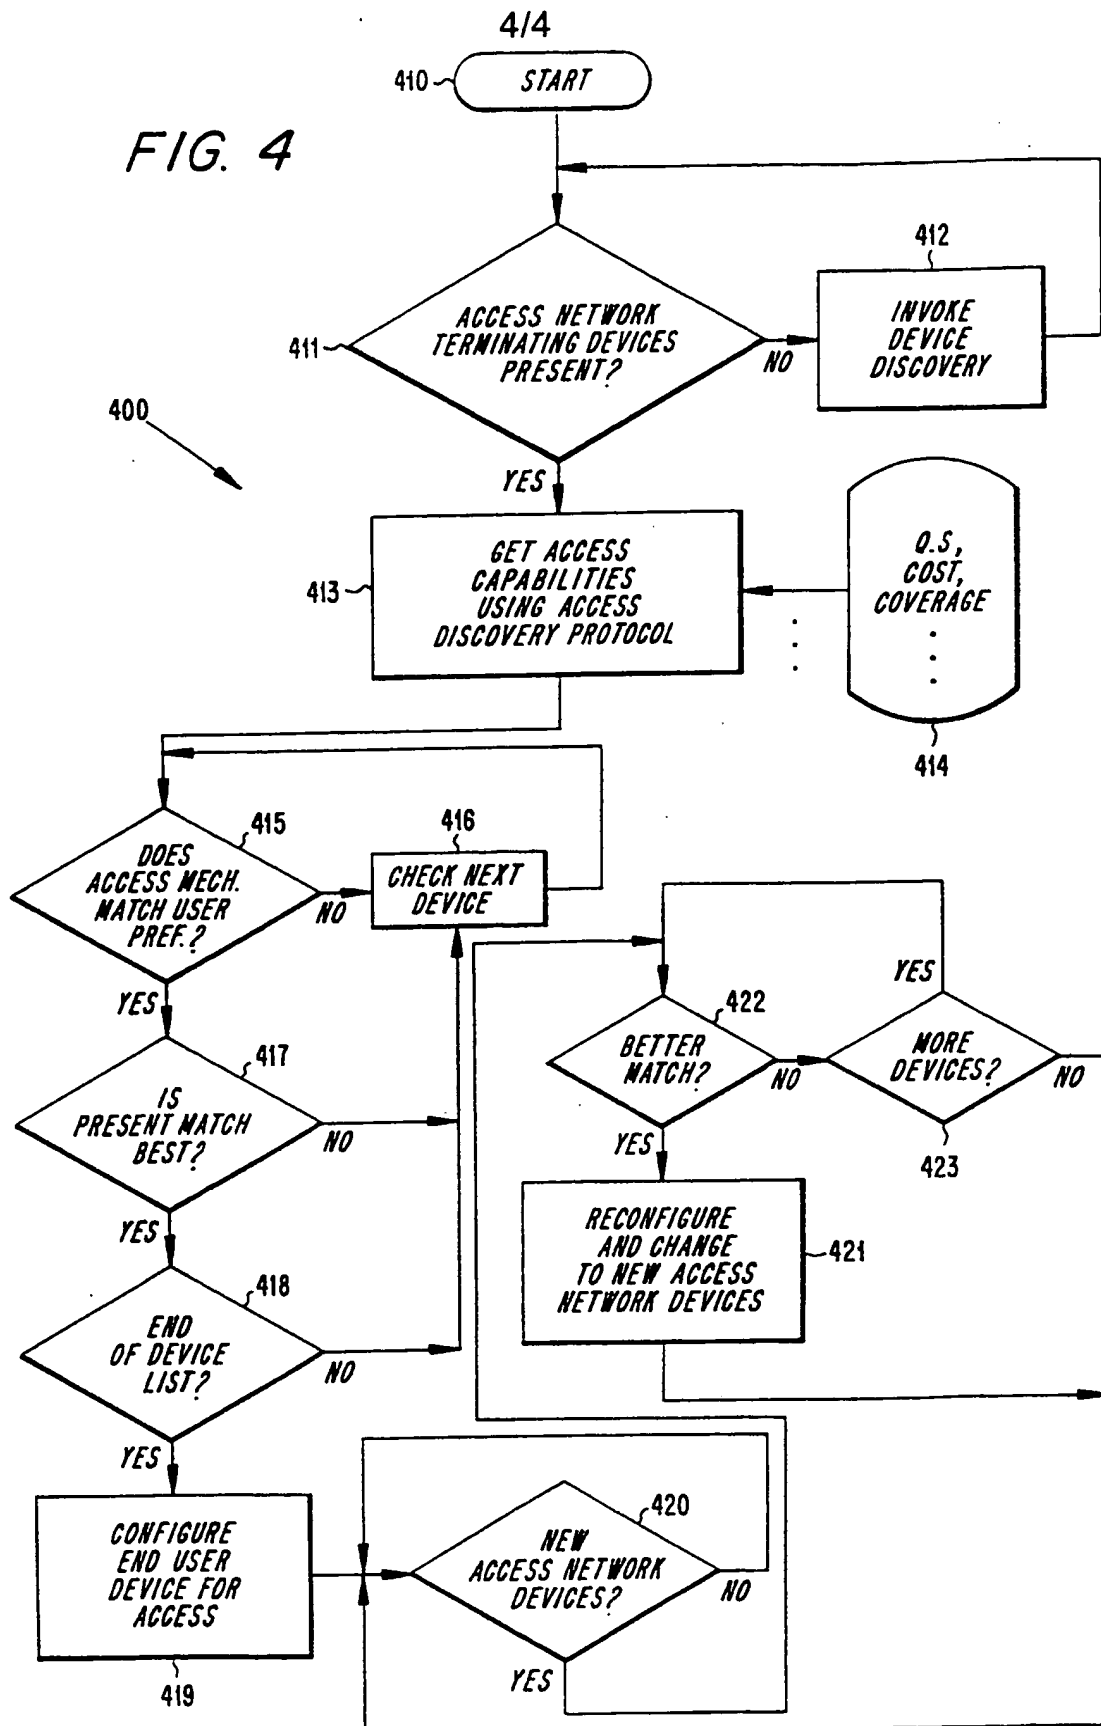 4/4
FIG. 4
410
START
411
ACCESS NETWORK
TERMINATING DEVICES
PRESENT?
NO
412
INVOKE
DEVICE
DISCOVERY
400
YES
413
GET ACCESS
CAPABILITIES
USING ACCESS
DISCOVERY PROTOCOL
Q.S,
COST,
COVERAGE
414
415
DOES
ACCESS MECH.
MATCH USER
PREF.?
NO
416
CHECK NEXT
DEVICE
YES
417
IS
PRESENT MATCH
BEST?
NO
YES
418
END
OF DEVICE
LIST?
NO
YES
CONFIGURE
END USER
DEVICE FOR
ACCESS
419
420
NEW
ACCESS NETWORK
DEVICES?
NO
YES
422
BETTER
MATCH?
NO
YES
MORE
DEVICES?
NO
423
YES
RECONFIGURE
AND CHANGE
TO NEW ACCESS
NETWORK DEVICES
421